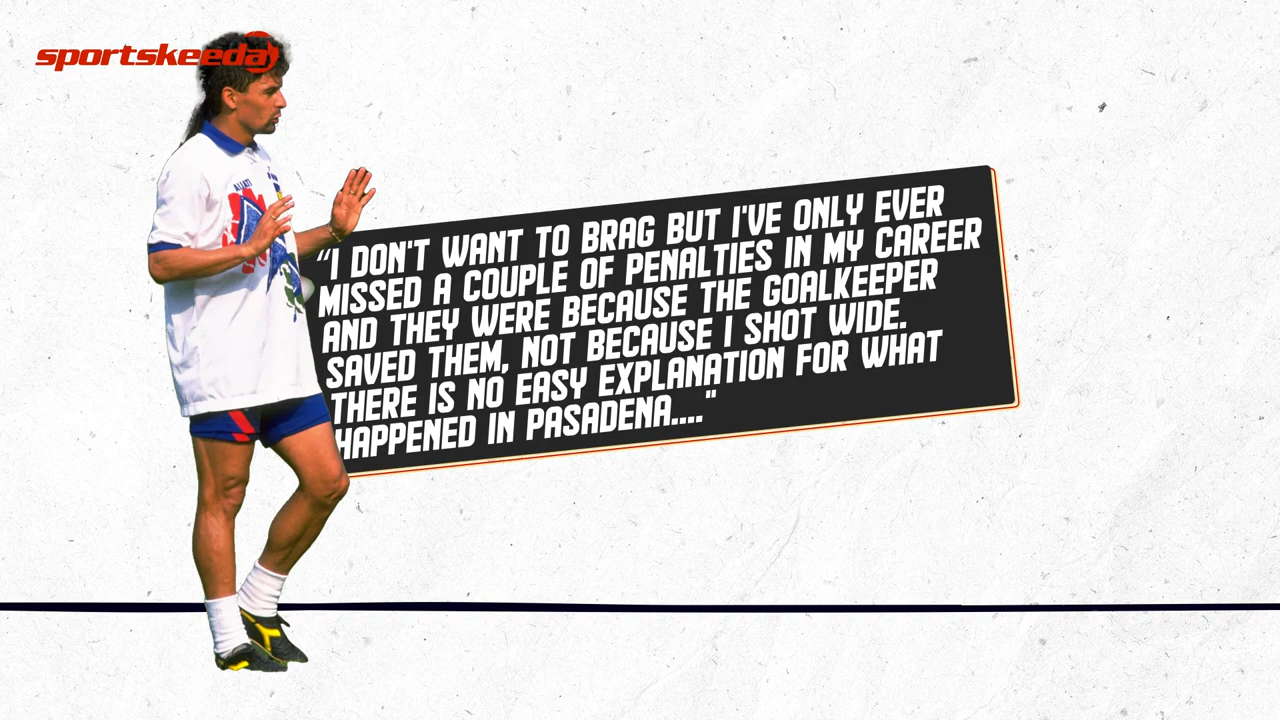 sportskeeda
"I DON'T WANT TO BRAG BUT I'VE ONLY EVER
MISSED A COUPLE OF PENALTIES IN MY CAREER
AND THEY WERE BECAUSE THE GOALKEEPER
SAVED THEM, NOT BECAUSE I SHOT WIDE.
THERE IS NO EASY EXPLANATION FOR WHAT
HAPPENED IN PASADENA...."